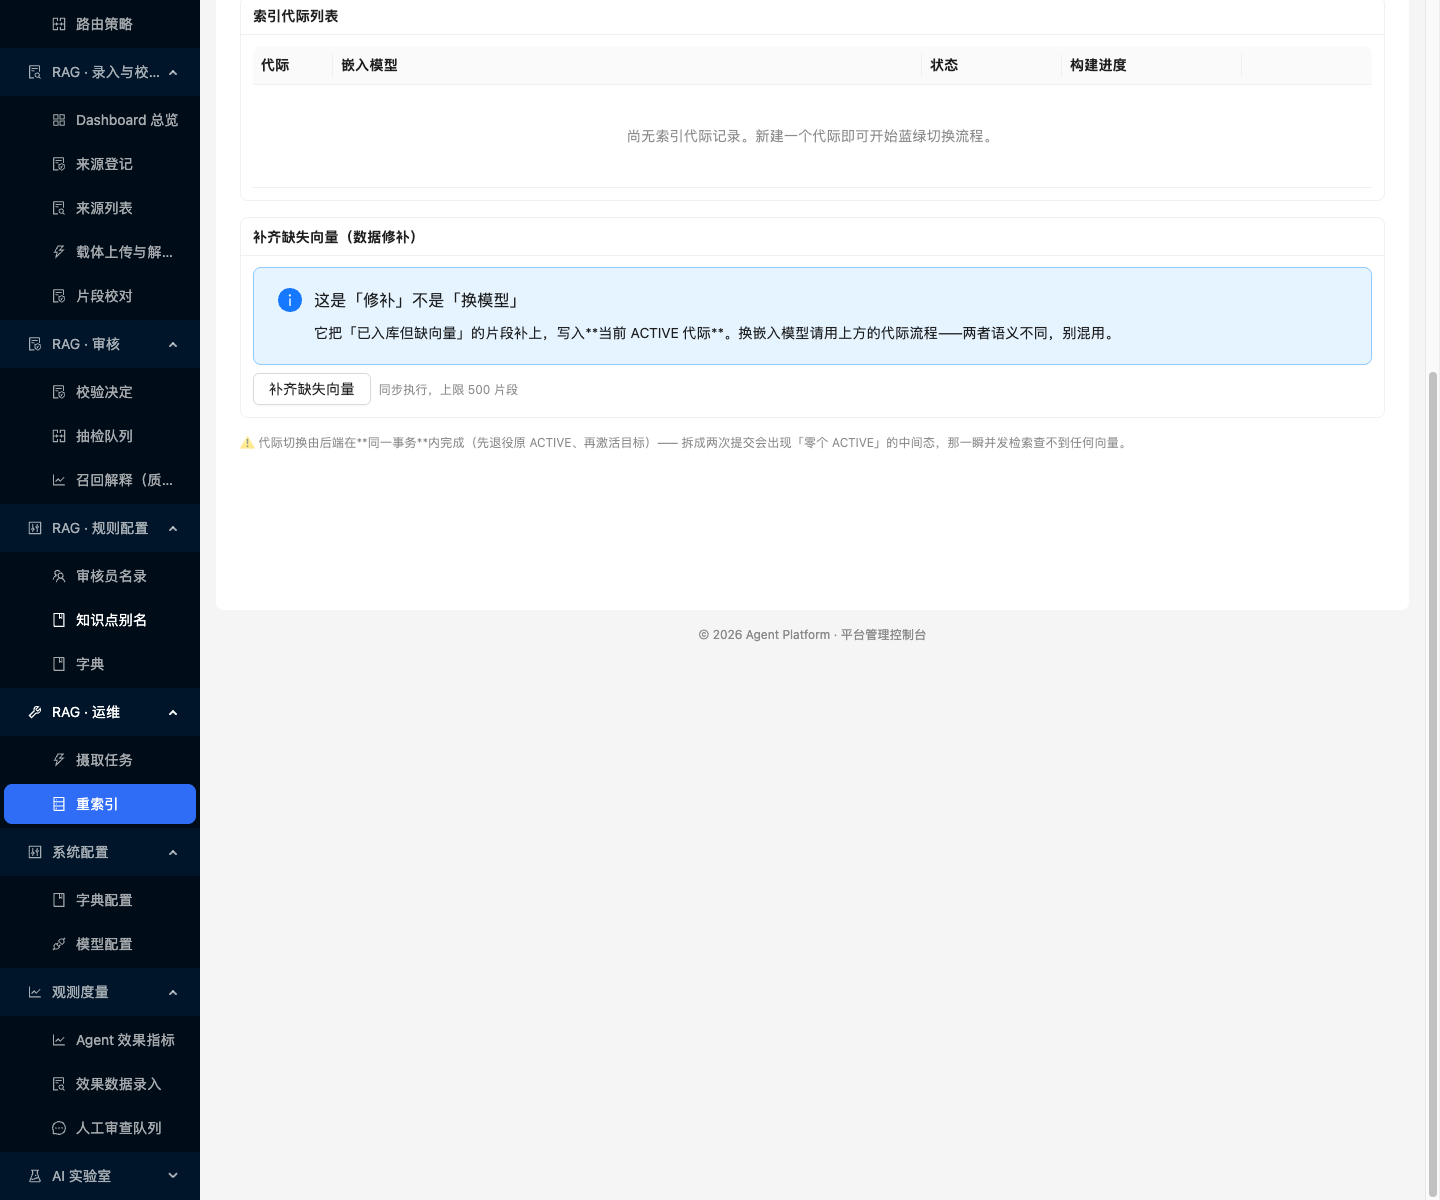 路由策略
RAG · 录入与校...
Dashboard 总览
来源登记
来源列表
载体上传与解...
片段校对
RAG · 审核
校验决定
抽检队列
召回解释（质...
RAG · 规则配置
审核员名录
知识点别名
字典
RAG · 运维
摄取任务
重索引
系统配置
字典配置
模型配置
观测度量
Agent 效果指标
效果数据录入
人工审查队列
AI 实验室
索引代际列表
代际 嵌入模型 状态 构建进度
尚无索引代际记录。新建一个代际即可开始蓝绿切换流程。
补齐缺失向量（数据修补）
这是「修补」不是「换模型」
它把「已入库但缺向量」的片段补上，写入**当前 ACTIVE 代际**。换嵌入模型请用上方的代际流程——两者语义不同，别混用。
补齐缺失向量 同步执行，上限 500 片段
⚠️ 代际切换由后端在**同一事务**内完成（先退役原 ACTIVE、再激活目标）—— 拆成两次提交会出现「零个 ACTIVE」的中间态，那一瞬并发检索查不到任何向量。
© 2026 Agent Platform · 平台管理控制台